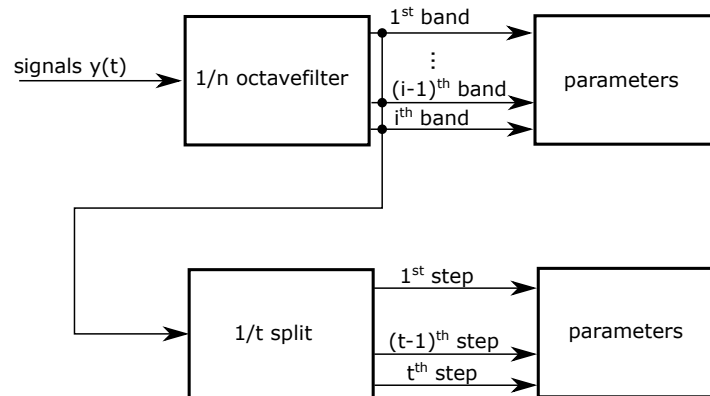 1st band
signals y(t)
1/n octavefilter
⋮
(i-1)th band
ith band
parameters
1st step
1/t split
(t-1)th step
tth step
parameters